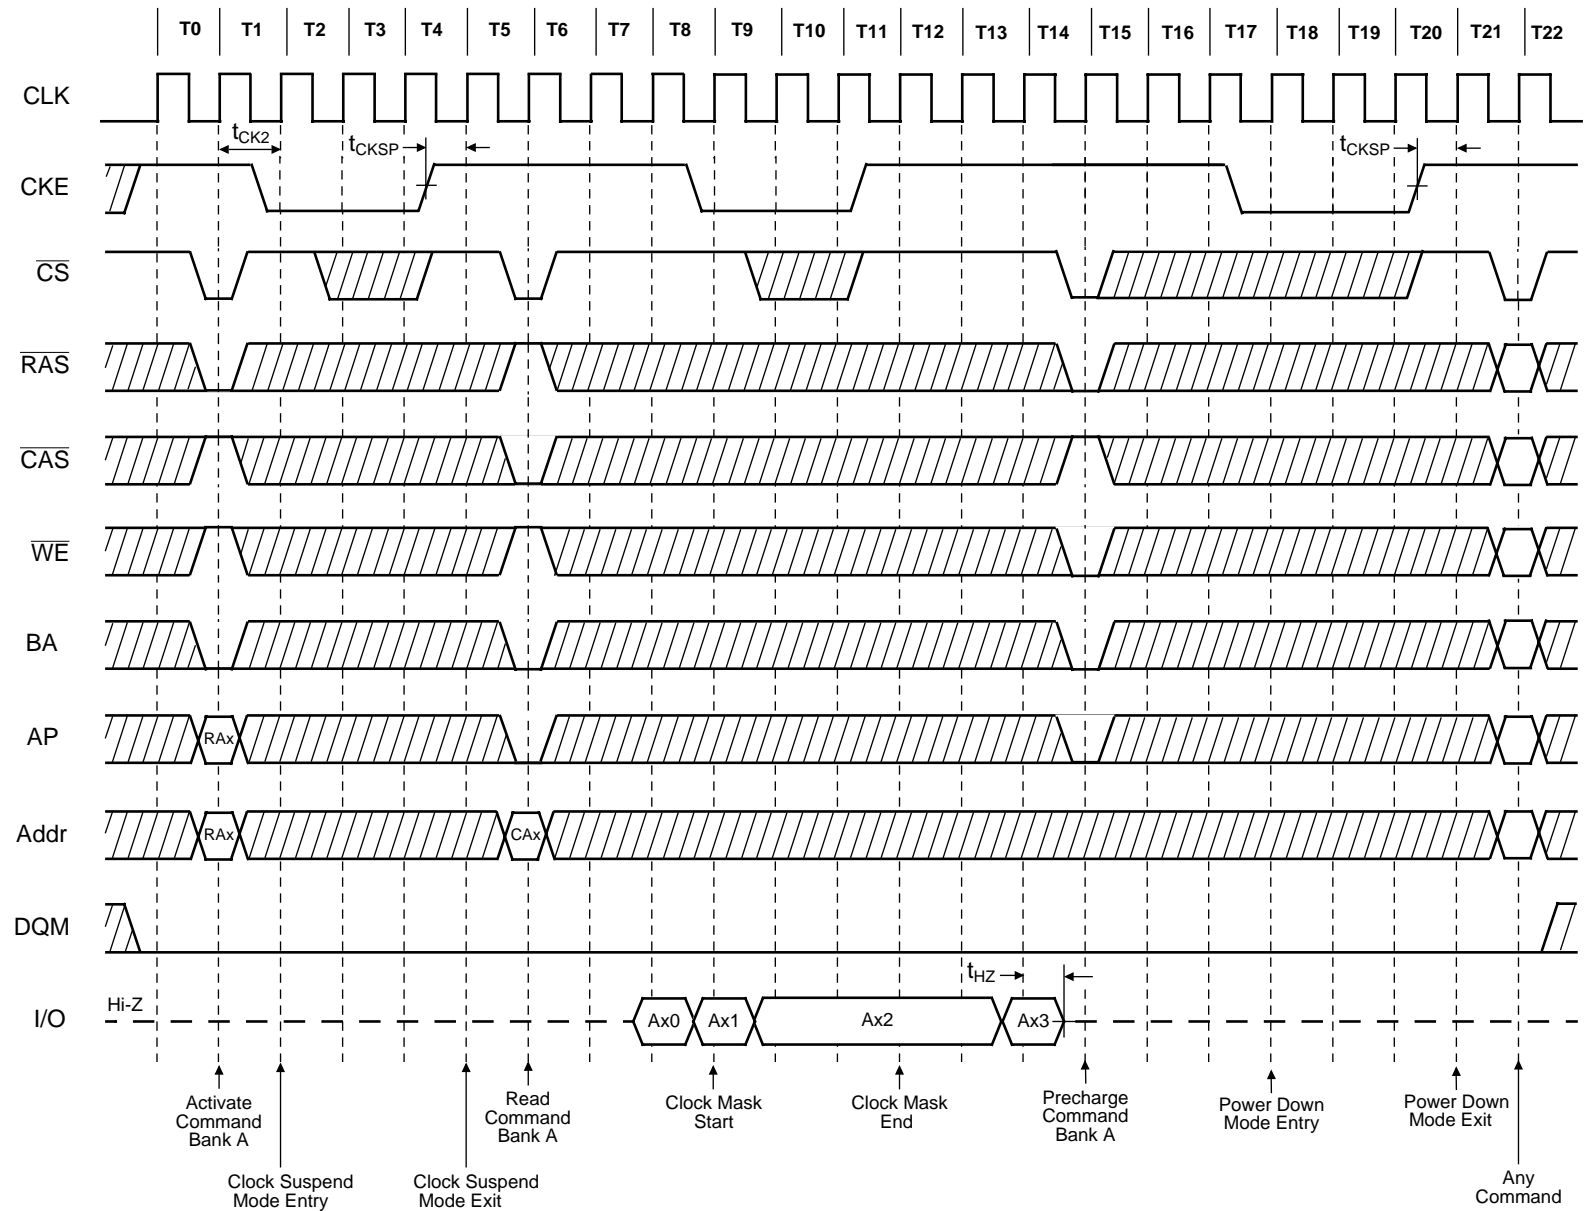 T0 T1 T2 T3 T4 T5 T6 T7 T8 T9 T10 T11 T12 T13 T14 T15 T16 T17 T18 T19 T20 T21 T22
CLK
tCK2
tCKSP
tCKSP
CKE
CS
RAS
CAS
WE
BA
AP
RAx
Addr
RAx
CAx
DQM
tHZ
I/O
Hi-Z
Ax0
Ax1
Ax2
Ax3
Activate
Command
Bank A
Clock Suspend
Mode Entry
Clock Suspend
Mode Exit
Read
Command
Bank A
Clock Mask
Start
Clock Mask
End
Precharge
Command
Bank A
Power Down
Mode Entry
Power Down
Mode Exit
Any
Command